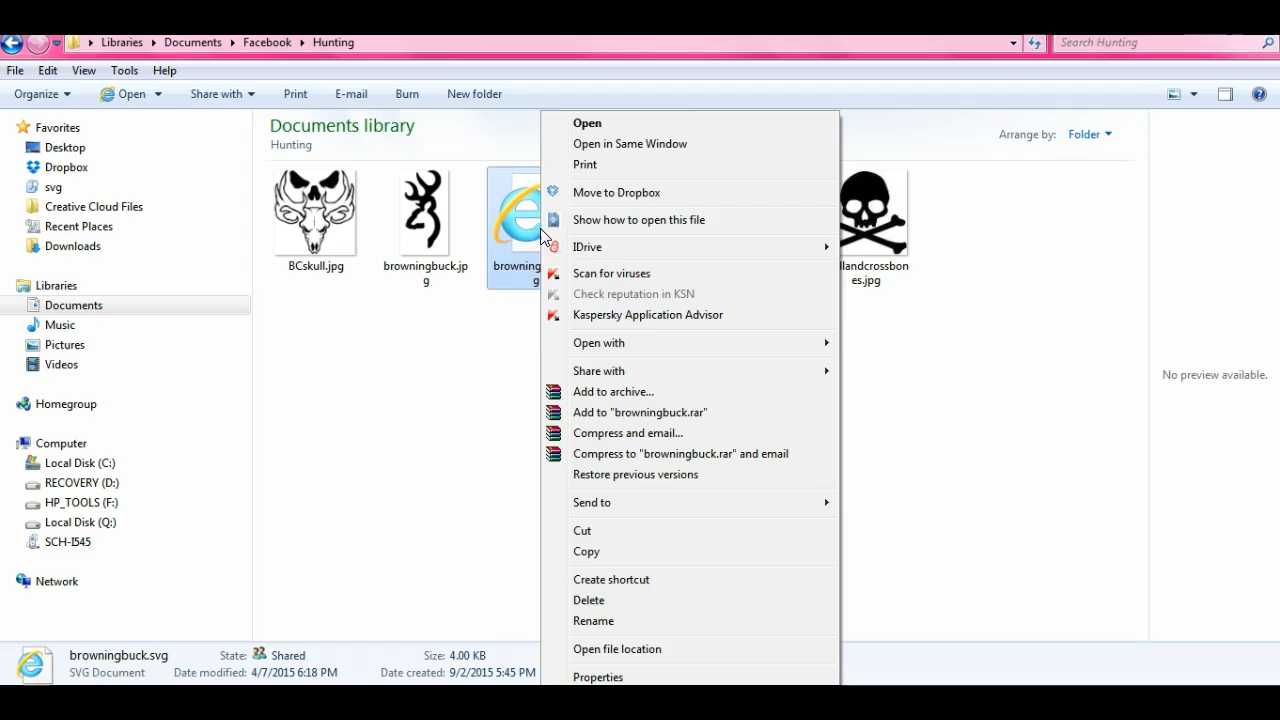 Libraries Documents Facebook Hunting
Search Hunting
File Edit View Tools Help
Organize Open Share with Print E-mail Burn New folder
Favorites
Desktop
Dropbox
svg
Creative Cloud Files
Recent Places
Downloads
Libraries
Documents
Music
Pictures
Videos
Homegroup
Computer
Local Disk (C:)
RECOVERY (D:)
HP_TOOLS (F:)
Local Disk (Q:)
SCH-I545
Network
Documents library
Hunting
Arrange by: Folder
BCskull.jpg
browningbuck.jp
g
browning
g
llandcrossbon
es.jpg
Open
Open in Same Window
Print
Move to Dropbox
Show how to open this file
IDrive
Scan for viruses
Check reputation in KSN
Kaspersky Application Advisor
Open with
Share with
Add to archive...
Add to "browningbuck.rar"
Compress and email...
Compress to "browningbuck.rar" and email
Restore previous versions
Send to
Cut
Copy
Create shortcut
Delete
Rename
Open file location
Properties
No preview available.
browningbuck.svg State: Shared Size: 4.00 KB
SVG Document Date modified: 4/7/2015 6:18 PM Date created: 9/2/2015 5:45 PM